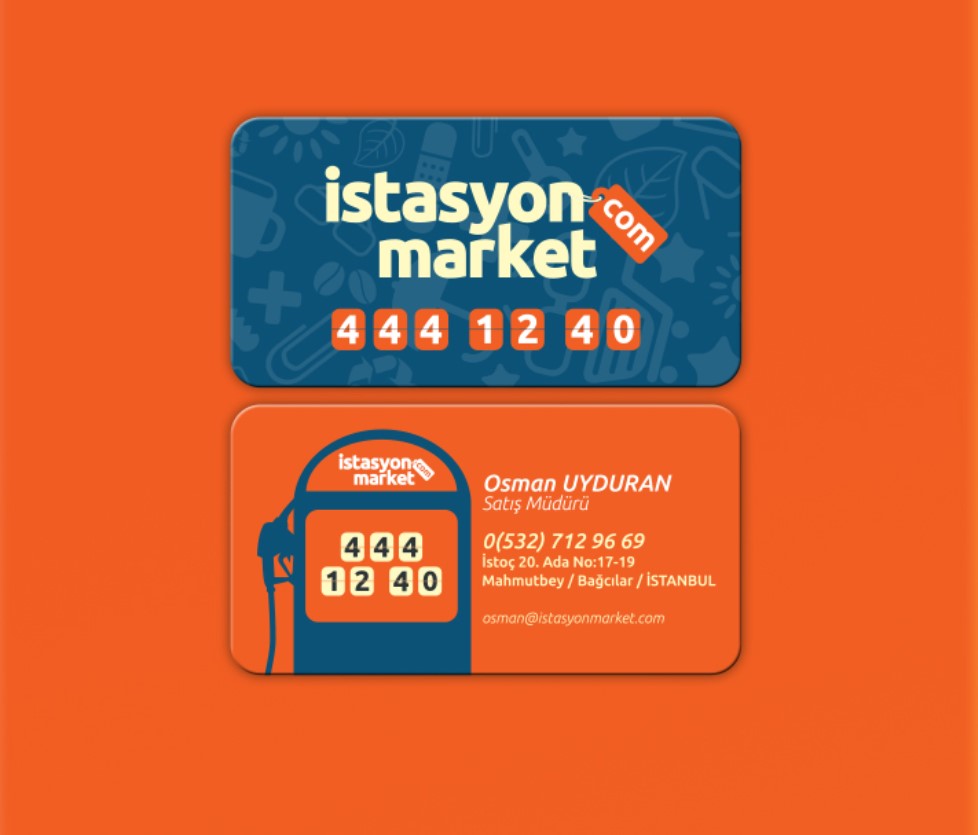 istasyon
market
com
444 12 40
istasyon
market
com
444
12 40
Osman UYDURAN
Satış Müdürü
0(532) 712 96 69
İstoç 20. Ada No:17-19
Mahmutbey / Bağcılar / İSTANBUL
osman@istasyonmarket.com